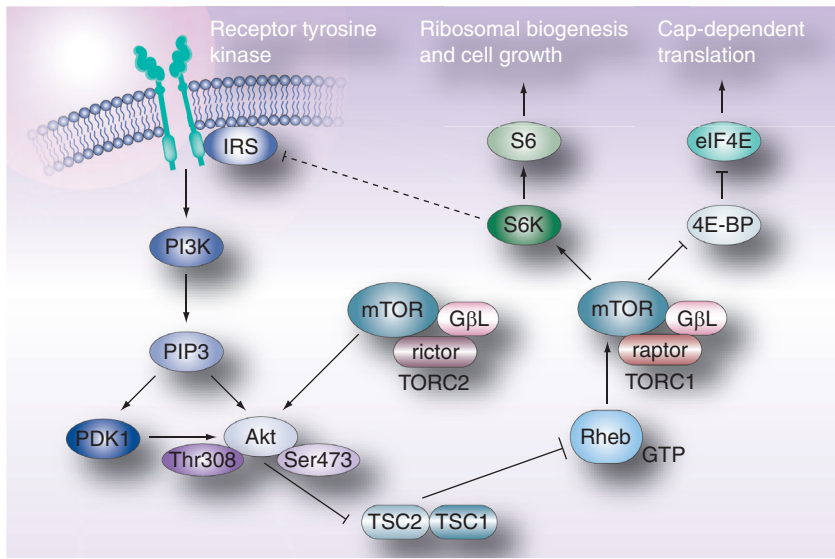 Receptor tyrosine
kinase
Ribosomal biogenesis
and cell growth
Cap-dependent
translation
IRS
S6
eIF4E
PI3K
S6K
4E-BP
mTOR
GβL
rictor
TORC2
mTOR
GβL
raptor
TORC1
PIP3
PDK1
Akt
Thr308
Ser473
Rheb
GTP
TSC2
TSC1